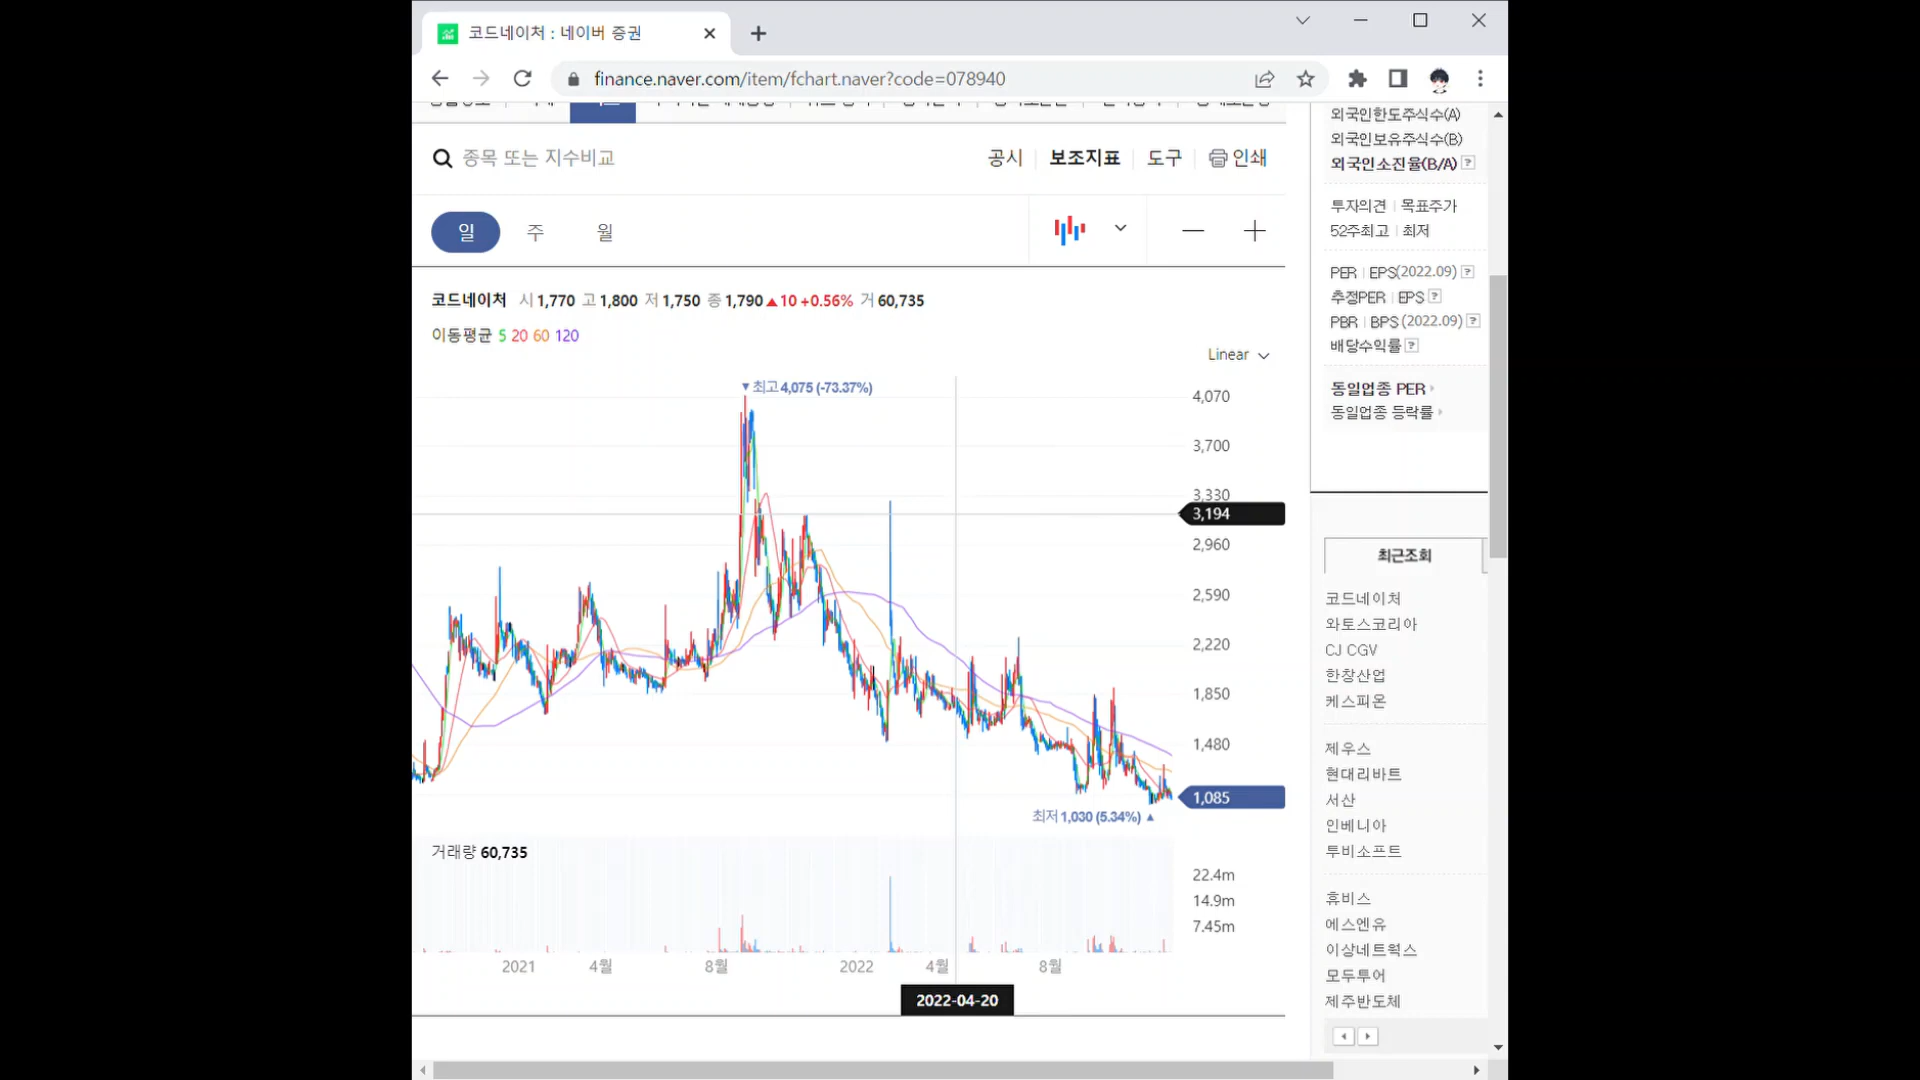 코드네이처 : 네이버 증권
finance.naver.com/item/fchart.naver?code=078940
종목 또는 지수비교
공시 보조지표 도구 인쇄
일 주 월
코드네이처 시 1,770 고 1,800 저 1,750 종 1,790 ▲10 +0.56% 거 60,735
이동평균 5 20 60 120
Linear
▼최고 4,075 (-73.37%)
4,070
3,700
3,330
3,194
2,960
2,590
2,220
1,850
1,480
1,085
최저 1,030 (5.34%) ▲
거래량 60,735
22.4m
14.9m
7.45m
2021 4월 8월 2022 4월 8월
2022-04-20
외국인한도주식수(A)
외국인보유주식수(B)
외국인소진율(B/A) ?
투자의견 | 목표주가
52주최고 | 최저
PER | EPS(2022.09) ?
추정PER | EPS ?
PBR | BPS (2022.09) ?
배당수익률 ?
동일업종 PER
동일업종 등락률
최근조회
코드네이처
와토스코리아
CJ CGV
한창산업
케스피온
제우스
현대리바트
서산
인베니아
투비소프트
휴비스
에스엔유
이상네트웍스
모두투어
제주반도체